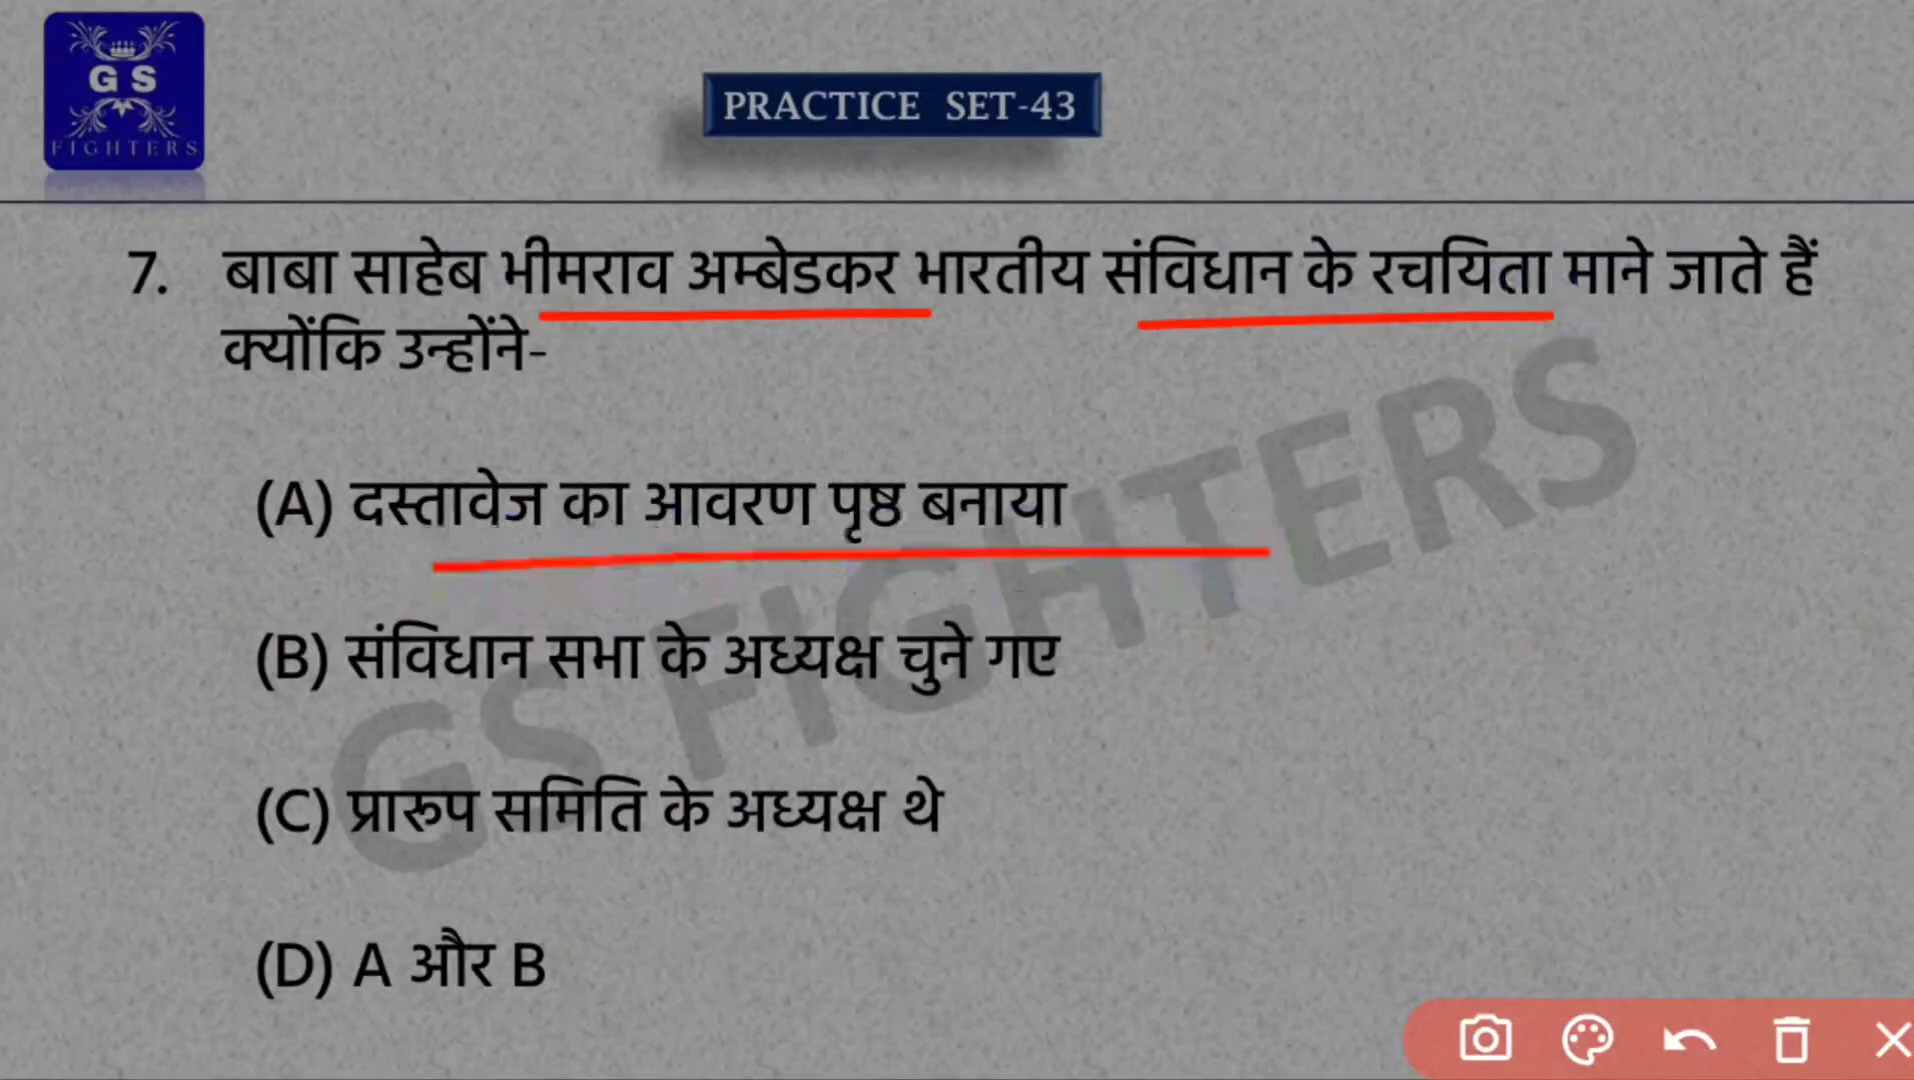 G S
FIGHTERS
PRACTICE SET-43
7. बाबा साहेब भीमराव अम्बेडकर भारतीय संविधान के रचयिता माने जाते हैं
क्योंकि उन्होंने-
(A) दस्तावेज का आवरण पृष्ठ बनाया
(B) संविधान सभा के अध्यक्ष चुने गए
(C) प्रारूप समिति के अध्यक्ष थे
(D) A और B
GS FIGHTERS